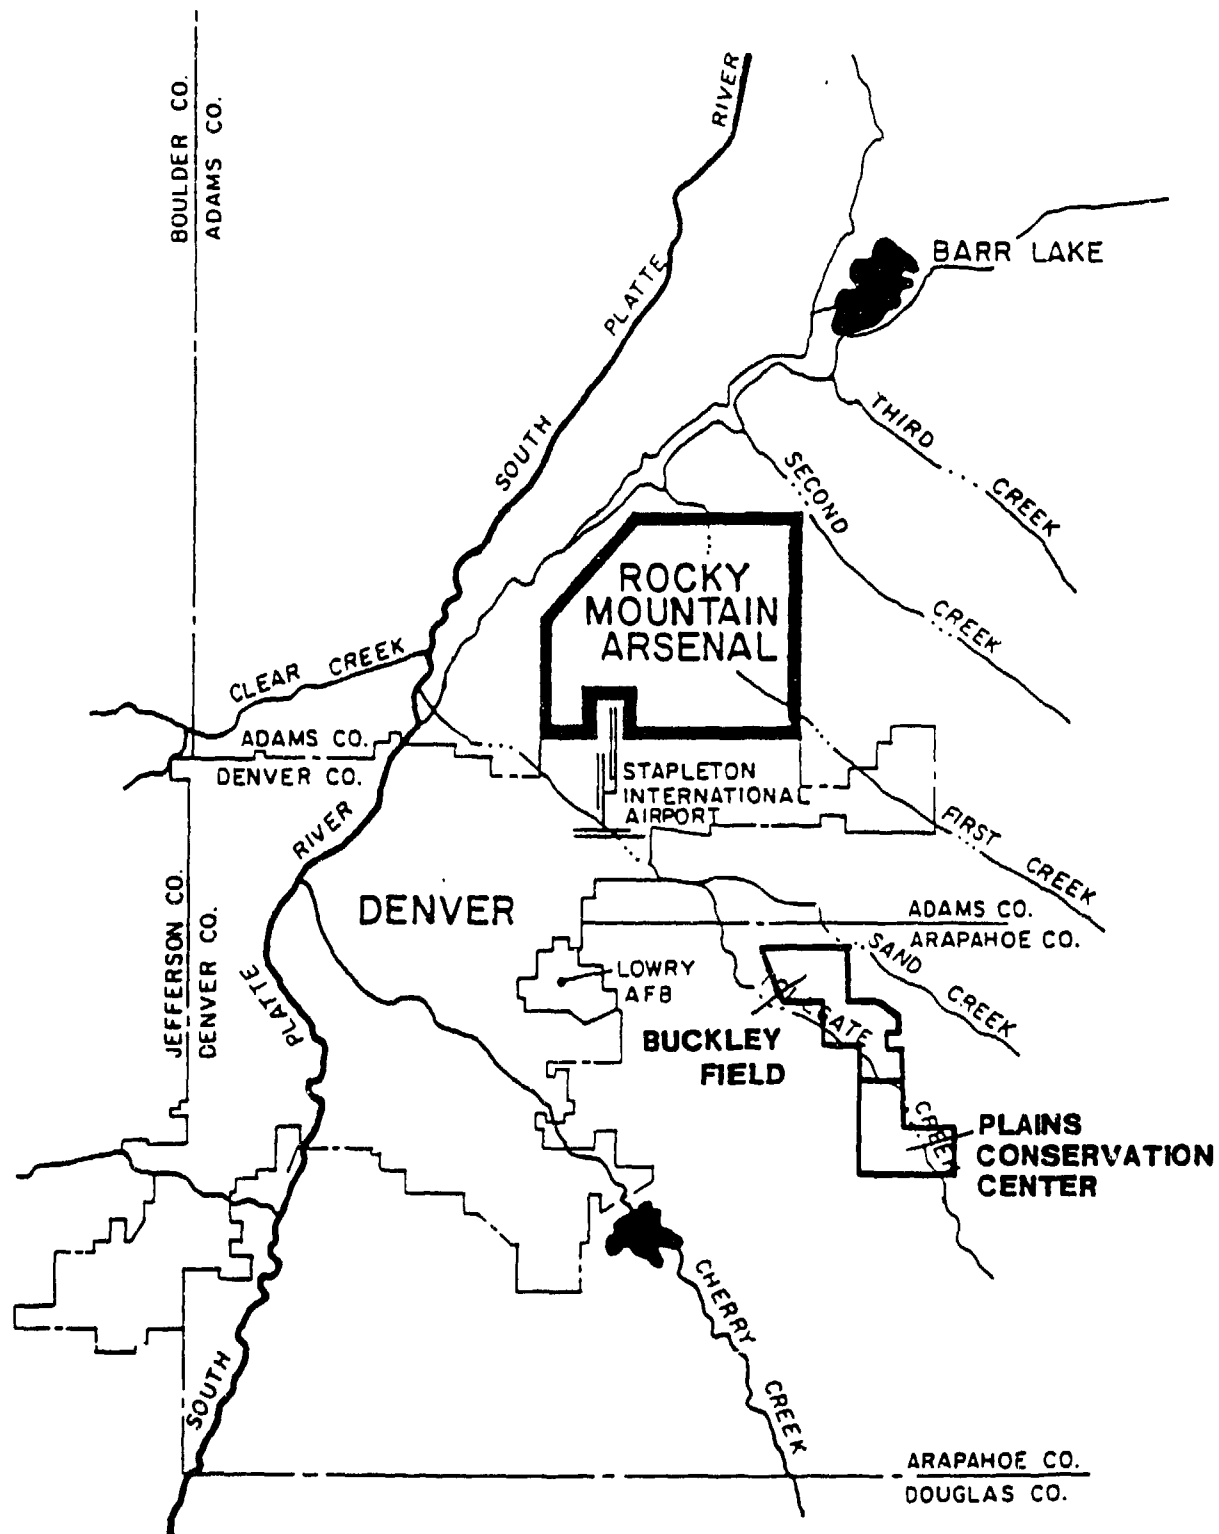 BOULDER CO.
ADAMS CO.
RIVER
PLATTE
SOUTH
BARR LAKE
THIRD
CREEK
SECOND
CREEK
ROCKY
MOUNTAIN
ARSENAL
CLEAR CREEK
ADAMS CO.
DENVER CO.
STAPLETON
INTERNATIONAL
AIRPORT
FIRST
CREEK
RIVER
PLATTE
SOUTH
JEFFERSON CO.
DENVER CO.
DENVER
ADAMS CO.
ARAPAHOE CO.
LOWRY
AFB
SAND
CREEK
TOLLGATE
CREEK
BUCKLEY
FIELD
PLAINS
CONSERVATION
CENTER
CHERRY
CREEK
ARAPAHOE CO.
DOUGLAS CO.